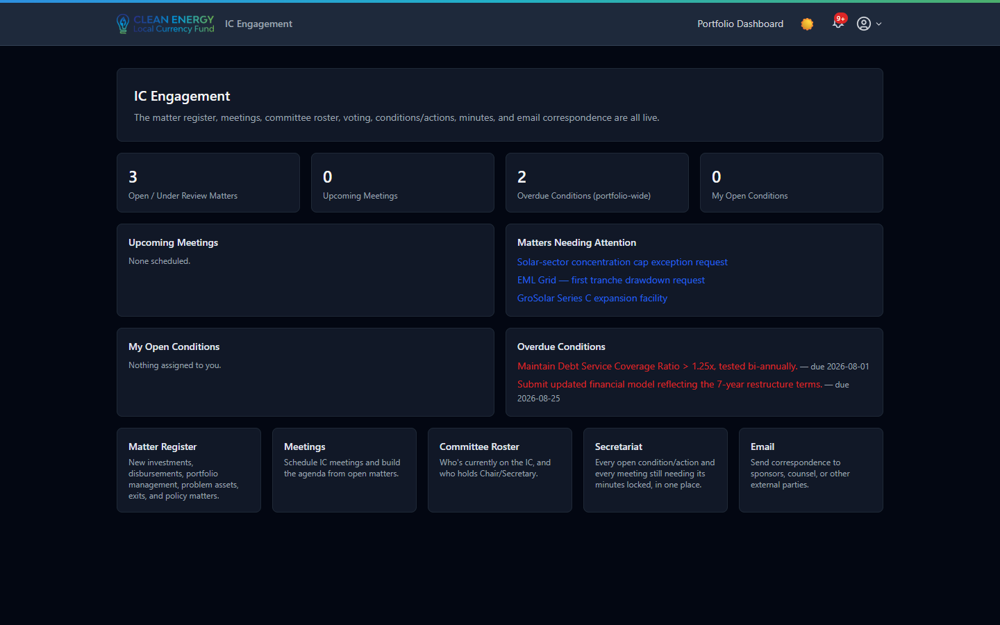 CLEAN ENERGY
Local Currency Fund
IC Engagement
Portfolio Dashboard
9+
IC Engagement
The matter register, meetings, committee roster, voting, conditions/actions, minutes, and email correspondence are all live.
3
Open / Under Review Matters
0
Upcoming Meetings
2
Overdue Conditions (portfolio-wide)
0
My Open Conditions
Upcoming Meetings
None scheduled.
Matters Needing Attention
Solar-sector concentration cap exception request
EML Grid — first tranche drawdown request
GroSolar Series C expansion facility
My Open Conditions
Nothing assigned to you.
Overdue Conditions
Maintain Debt Service Coverage Ratio > 1.25x, tested bi-annually. — due 2026-08-01
Submit updated financial model reflecting the 7-year restructure terms. — due
2026-08-25
Matter Register
New investments,
disbursements, portfolio
management, problem assets,
exits, and policy matters.
Meetings
Schedule IC meetings and build
the agenda from open matters.
Committee Roster
Who's currently on the IC, and
who holds Chair/Secretary.
Secretariat
Every open condition/action and
every meeting still needing its
minutes locked, in one place.
Email
Send correspondence to
sponsors, counsel, or other
external parties.